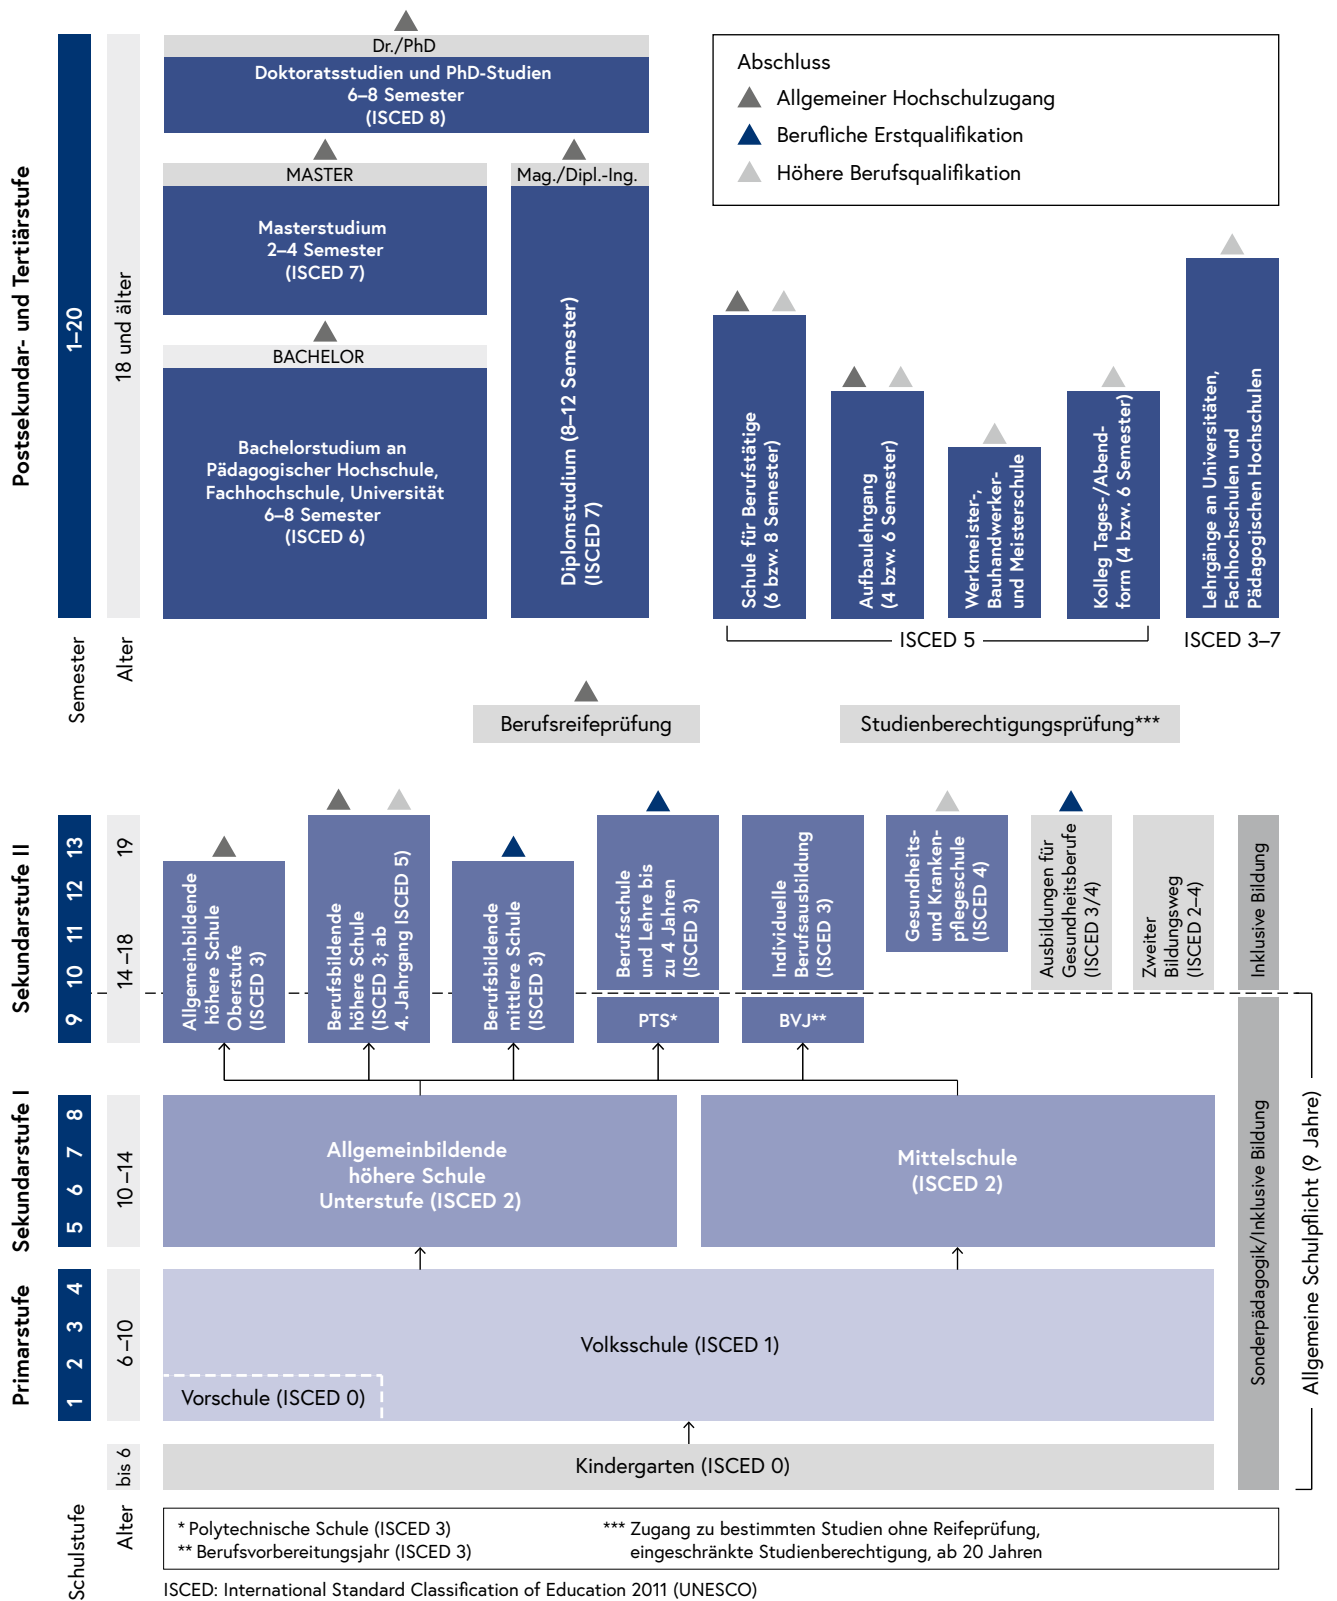 Postsekundar- und Tertiärstufe
1–20
18 und älter
Semester
Alter
Dr./PhD
Doktoratsstudien und PhD-Studien
6–8 Semester
(ISCED 8)
MASTER
Masterstudium
2–4 Semester
(ISCED 7)
BACHELOR
Bachelorstudium an
Pädagogischer Hochschule,
Fachhochschule, Universität
6–8 Semester
(ISCED 6)
Mag./Dipl.-Ing.
Diplomstudium (8–12 Semester)
(ISCED 7)
Abschluss
Allgemeiner Hochschulzugang
Berufliche Erstqualifikation
Höhere Berufsqualifikation
Schule für Berufstätige
(6 bzw. 8 Semester)
Aufbaulehrgang
(4 bzw. 6 Semester)
Werkmeister-,
Bauhandwerker-
und Meisterschule
Kolleg Tages-/Abend-
form (4 bzw. 6 Semester)
Lehrgänge an Universitäten,
Fachhochschulen und
Pädagogischen Hochschulen
ISCED 5
ISCED 3–7
Berufsreifeprüfung
Studienberechtigungsprüfung***
Sekundarstufe II
13
12
11
10
9
19
14–18
Allgemeinbildende
höhere Schule
Oberstufe
(ISCED 3)
Berufsbildende
höhere Schule
(ISCED 3; ab
4. Jahrgang ISCED 5)
Berufsbildende
mittlere Schule
(ISCED 3)
Berufsschule
und Lehre bis
zu 4 Jahren
(ISCED 3)
PTS*
Individuelle
Berufsausbildung
(ISCED 3)
BVJ**
Gesundheits-
und Kranken-
pflegeschule
(ISCED 4)
Ausbildungen für
Gesundheitsberufe
(ISCED 3/4)
Zweiter
Bildungsweg
(ISCED 2–4)
Inklusive Bildung
Sekundarstufe I
8
7
6
5
10–14
Allgemeinbildende
höhere Schule
Unterstufe (ISCED 2)
Mittelschule
(ISCED 2)
Sonderpädagogik/Inklusive Bildung
Allgemeine Schulpflicht (9 Jahre)
Primarstufe
4
3
2
1
6–10
Volksschule (ISCED 1)
Vorschule (ISCED 0)
bis 6
Kindergarten (ISCED 0)
Schulstufe
Alter
* Polytechnische Schule (ISCED 3)
** Berufsvorbereitungsjahr (ISCED 3)
*** Zugang zu bestimmten Studien ohne Reifeprüfung,
eingeschränkte Studienberechtigung, ab 20 Jahren
ISCED: International Standard Classification of Education 2011 (UNESCO)